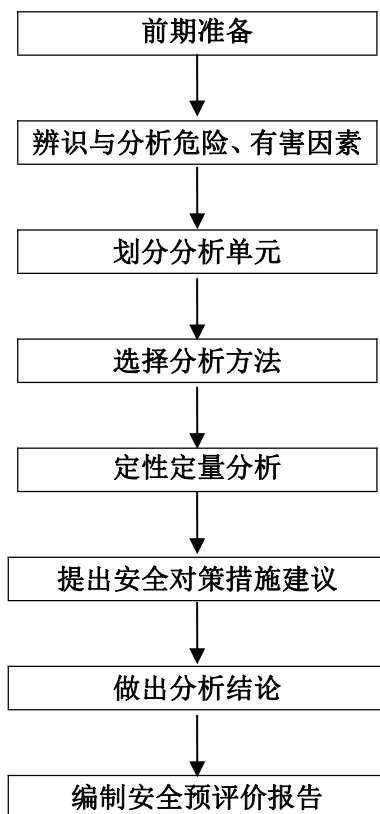 前期准备
辨识与分析危险、有害因素
划分分析单元
选择分析方法
定性定量分析
提出安全对策措施建议
做出分析结论
编制安全预评价报告